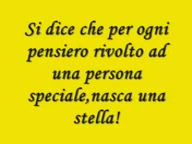 Si dice che per ogni
pensiero rivolto ad
una persona
speciale,nasca una
stella!